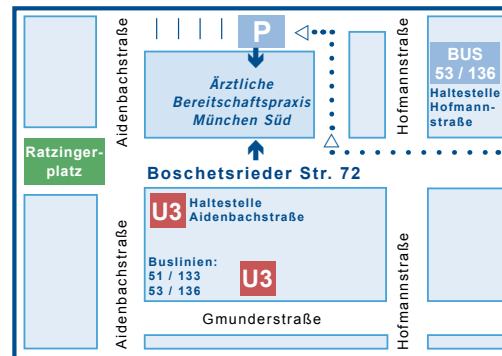 P
Aidenbachstraße
Ärztliche
Bereitschaftspraxis
München Süd
Hofmannstraße
BUS
53 / 136
Haltestelle
Hofmann-
straße
Ratzinger-
platz
Boschetsrieder Str. 72
U3
Haltestelle
Aidenbachstraße
Buslinien:
51 / 133
53 / 136
U3
Aidenbachstraße
Hofmannstraße
Gmunderstraße